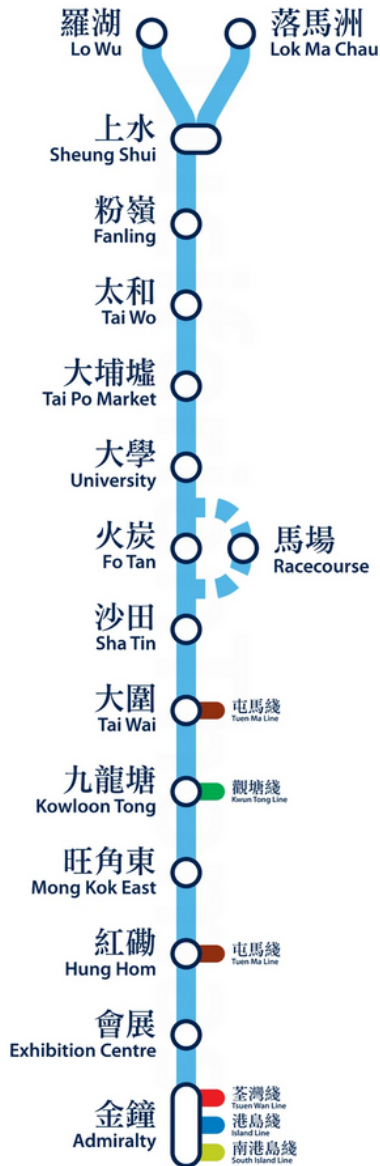 羅湖
Lo Wu
落馬洲
Lok Ma Chau
上水
Sheung Shui
粉嶺
Fanling
太和
Tai Wo
大埔墟
Tai Po Market
大學
University
火炭
Fo Tan
馬場
Racecourse
沙田
Sha Tin
大圍
Tai Wai
屯馬綫
Tuen Ma Line
九龍塘
Kowloon Tong
觀塘綫
Kwun Tong Line
旺角東
Mong Kok East
紅磡
Hung Hom
屯馬綫
Tuen Ma Line
會展
Exhibition Centre
金鐘
Admiralty
荃灣綫
Tsuen Wan Line
港島綫
Island Line
南港島綫
South Island Line